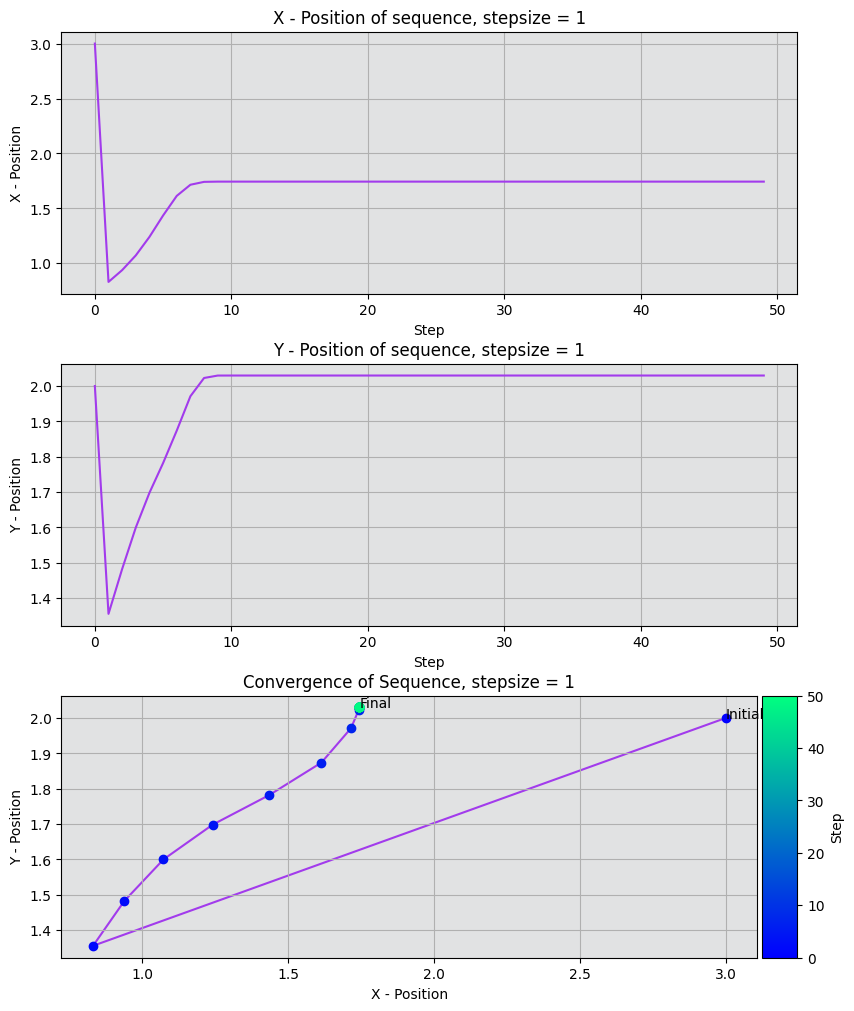 X - Position of sequence, stepsize = 1
3.0
2.5
2.0
1.5
1.0
X - Position
0 10 20 30 40 50
Step
Y - Position of sequence, stepsize = 1
2.0
1.9
1.8
1.7
1.6
1.5
1.4
Y - Position
0 10 20 30 40 50
Step
Convergence of Sequence, stepsize = 1
2.0
1.9
1.8
1.7
1.6
1.5
1.4
Y - Position
Final
Initial
1.0 1.5 2.0 2.5 3.0
X - Position
50
40
30
20
10
0
Step